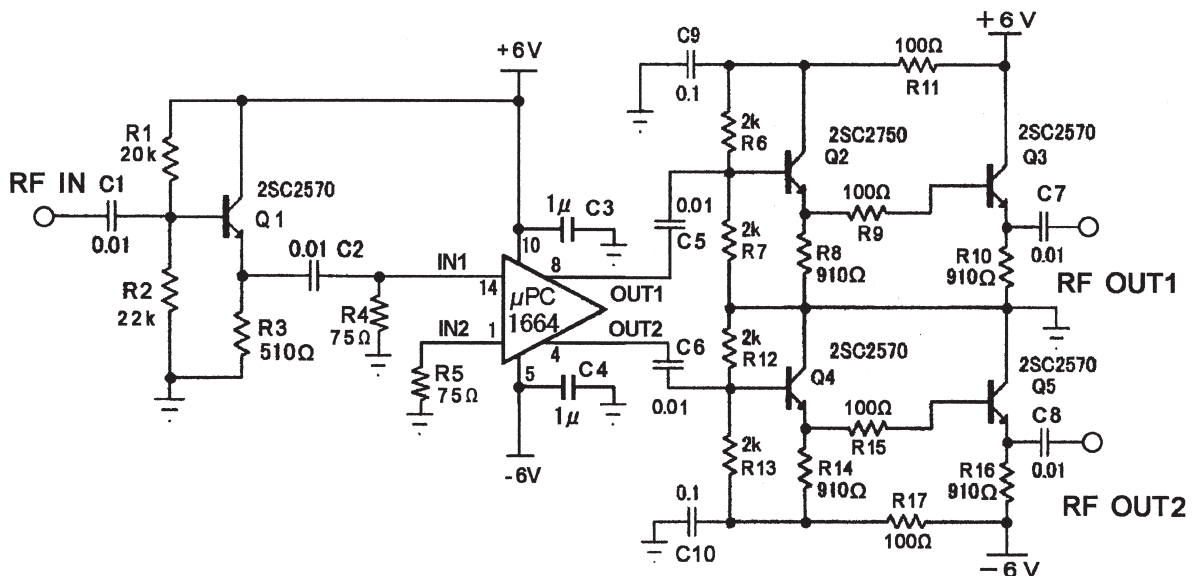 +6V
C9
0.1
100Ω
R11
+6V
R1
20k
2SC2570
Q1
RF IN
C1
0.01
R2
22k
R3
510Ω
0.01
C2
R4
75Ω
IN1
14
IN2
1
R5
75Ω
1μ
C3
10
8
μPC
1664
OUT1
OUT2
4
5
C4
1μ
-6V
0.01
C5
C6
0.01
2k
R6
2k
R7
2SC2750
Q2
100Ω
R9
R8
910Ω
2SC2570
Q3
C7
0.01
R10
910Ω
RF OUT1
2k
R12
2SC2570
Q4
2k
R13
100Ω
R15
R14
910Ω
2SC2570
Q5
C8
0.01
R16
910Ω
RF OUT2
0.1
C10
R17
100Ω
-6V